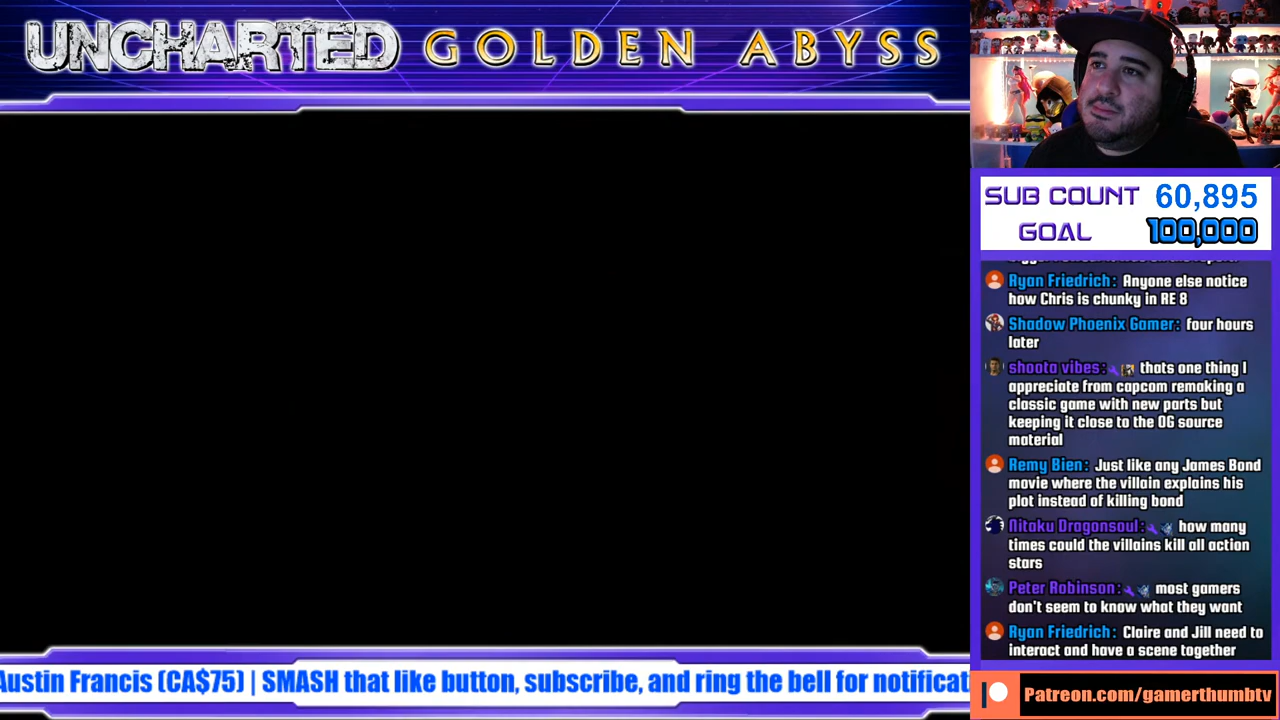 UNCHARTED GOLDEN ABYSS
SUB COUNT 60,895
GOAL 100,000
Ryan Friedrich: Anyone else notice
how Chris is chunky in RE 8
Shadow Phoenix Gamer: four hours
later
shoota vibes: thats one thing I
appreciate from capcom remaking a
classic game with new parts but
keeping it close to the OG source
material
Remy Bien: Just like any James Bond
movie where the villain explains his
plot instead of killing bond
Nitaku Dragonsoul: how many
times could the villains kill all action
stars
Peter Robinson: most gamers
don't seem to know what they want
Ryan Friedrich: Claire and Jill need to
interact and have a scene together
Austin Francis (CA$75) | SMASH that like button, subscribe, and ring the bell for notificat
Patreon.com/gamerthumbtv